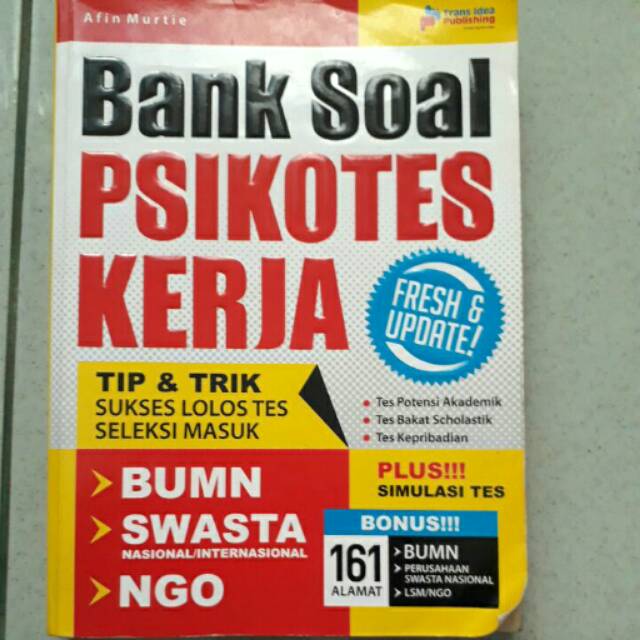 Afin Murtie
Trans Idea
Publishing
Bank Soal
PSIKOTES
KERJA
FRESH &
UPDATE!
TIP & TRIK
SUKSES LOLOS TES
SELEKSI MASUK
Tes Potensi Akademik
Tes Bakat Scholastik
Tes Kepribadian
BUMN
SWASTA
NASIONAL/INTERNASIONAL
NGO
PLUS!!!
SIMULASI TES
BONUS!!!
161
ALAMAT
BUMN
PERUSAHAAN
SWASTA NASIONAL
LSM/NGO